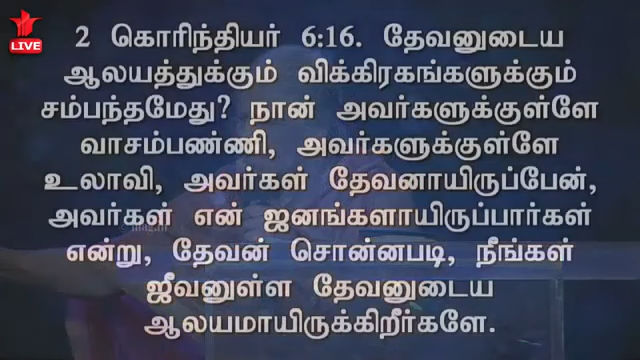 LIVE
2 கொரிந்தியர் 6:16. தேவனுடைய
ஆலயத்துக்கும் விக்கிரகங்களுக்கும்
சம்பந்தமேது? நான் அவர்களுக்குள்ளே
வாசம்பண்ணி, அவர்களுக்குள்ளே
உலாவி, அவர்கள் தேவனாயிருப்பேன்,
அவர்கள் என் ஜனங்களாயிருப்பார்கள்
என்று, தேவன் சொன்னபடி, நீங்கள்
ஜீவனுள்ள தேவனுடைய
ஆலயமாயிருக்கிறீர்களே.